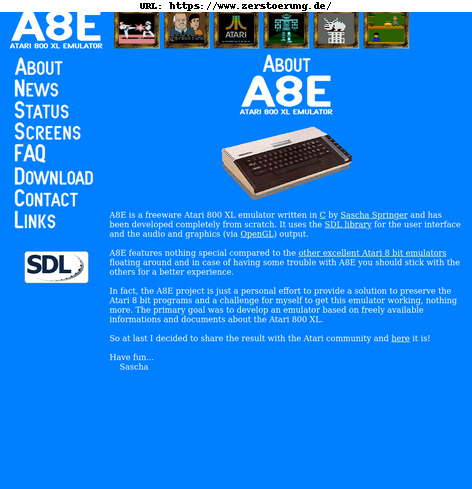 URL: https://www.zerstoerung.de/
A8E
ATARI 800 XL EMULATOR
ATARI
About
News
Status
Screens
FAQ
Download
Contact
Links
SDL
About
A8E
ATARI 800 XL EMULATOR
A8E is a freeware Atari 800 XL emulator written in C by Sascha Springer and has
been developed completely from scratch. It uses the SDL library for the user interface
and the audio and graphics (via OpenGL) output.
A8E features nothing special compared to the other excellent Atari 8 bit emulators
floating around and in case of having some trouble with A8E you should stick with the
others for a better experience.
In fact, the A8E project is just a personal effort to provide a solution to preserve the
Atari 8 bit programs and a challenge for myself to get this emulator working, nothing
more. The primary goal was to develop an emulator based on freely available
informations and documents about the Atari 800 XL.
So at last I decided to share the result with the Atari community and here it is!
Have fun...
Sascha